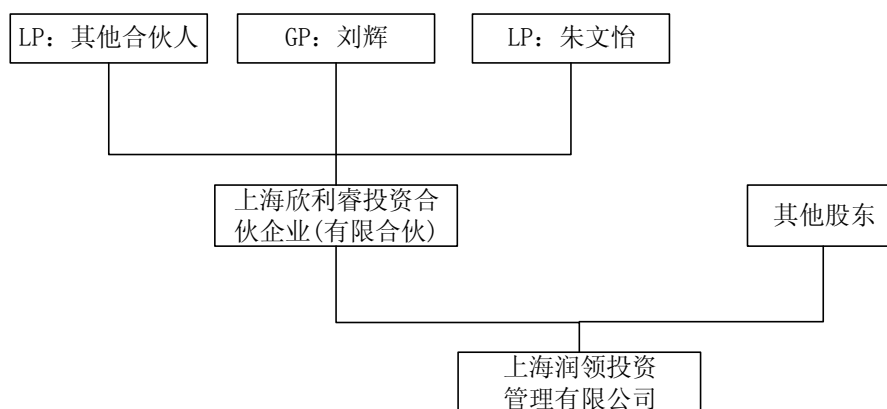 LP：其他合伙人
GP：刘辉
LP：朱文怡
上海欣利睿投资合
伙企业(有限合伙)
其他股东
上海润领投资
管理有限公司